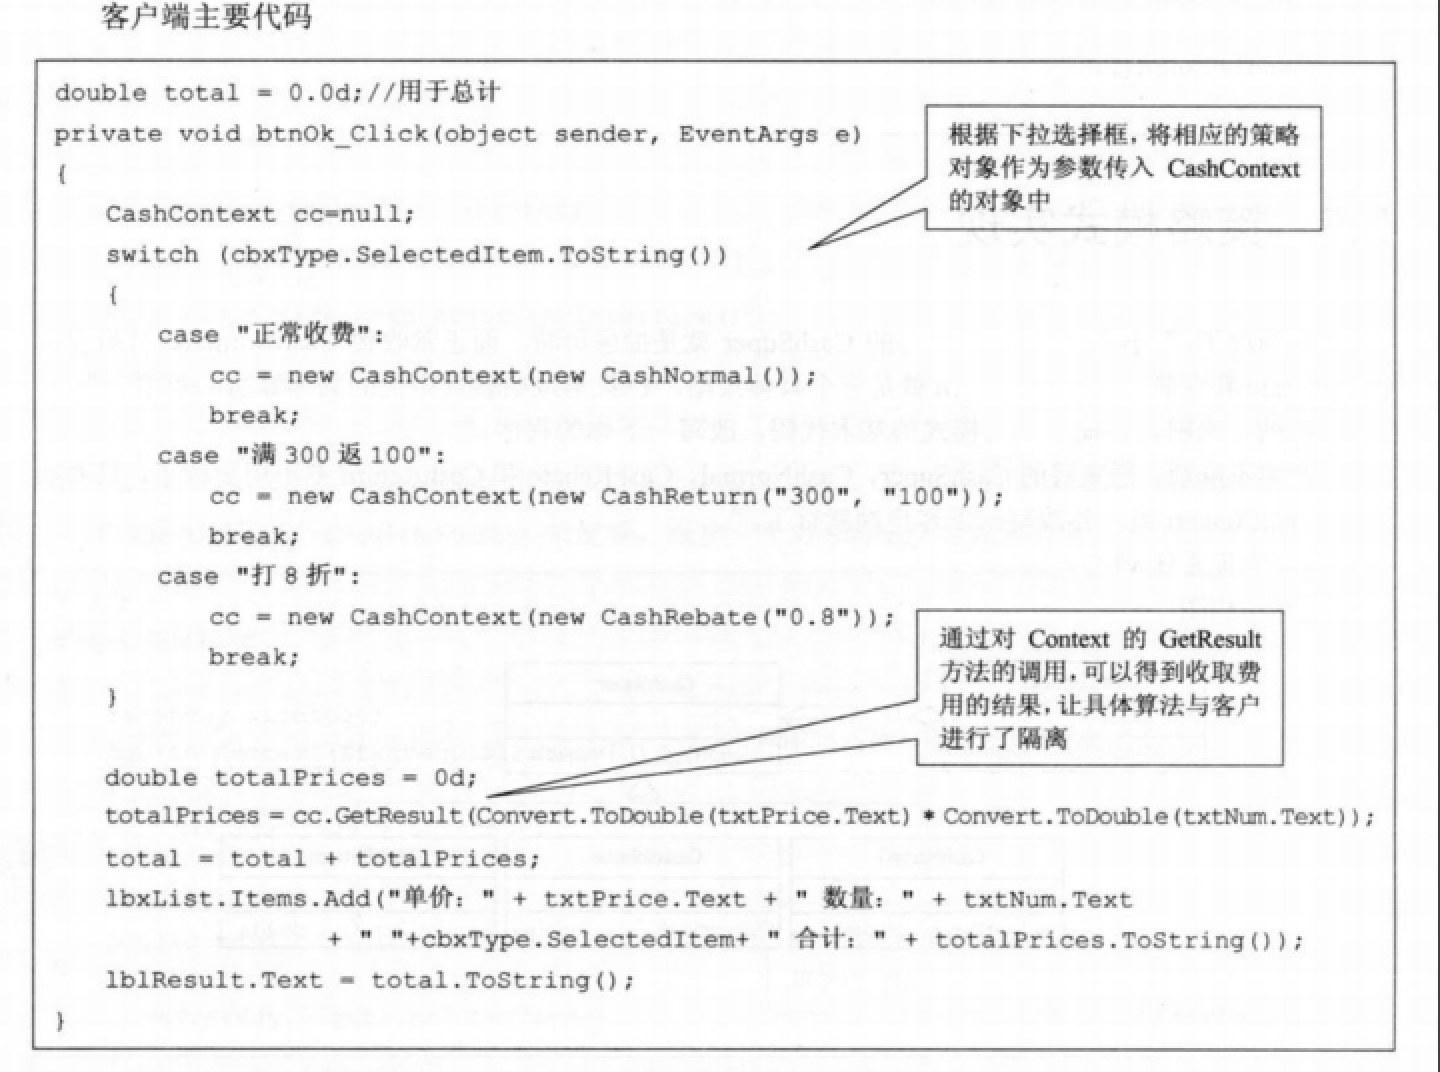 客户端主要代码
double total = 0.0d;//用于总计
private void btnOk_Click(object sender, EventArgs e)
{
CashContext cc=null;
switch (cbxType.SelectedItem.ToString())
{
case "正常收费":
cc = new CashContext(new CashNormal());
break;
case "满 300 返 100":
cc = new CashContext(new CashReturn("300", "100"));
break;
case "打 8 折":
cc = new CashContext(new CashRebate("0.8"));
break;
}
double totalPrices = 0d;
totalPrices = cc.GetResult(Convert.ToDouble(txtPrice.Text) * Convert.ToDouble(txtNum.Text));
total = total + totalPrices;
lbxList.Items.Add("单价：" + txtPrice.Text + " 数量：" + txtNum.Text
+ " "+cbxType.SelectedItem+ " 合计：" + totalPrices.ToString());
lblResult.Text = total.ToString();
}
根据下拉选择框，将相应的策略
对象作为参数传入 CashContext
的对象中
通过对 Context 的 GetResult
方法的调用，可以得到收取费
用的结果，让具体算法与客户
进行了隔离